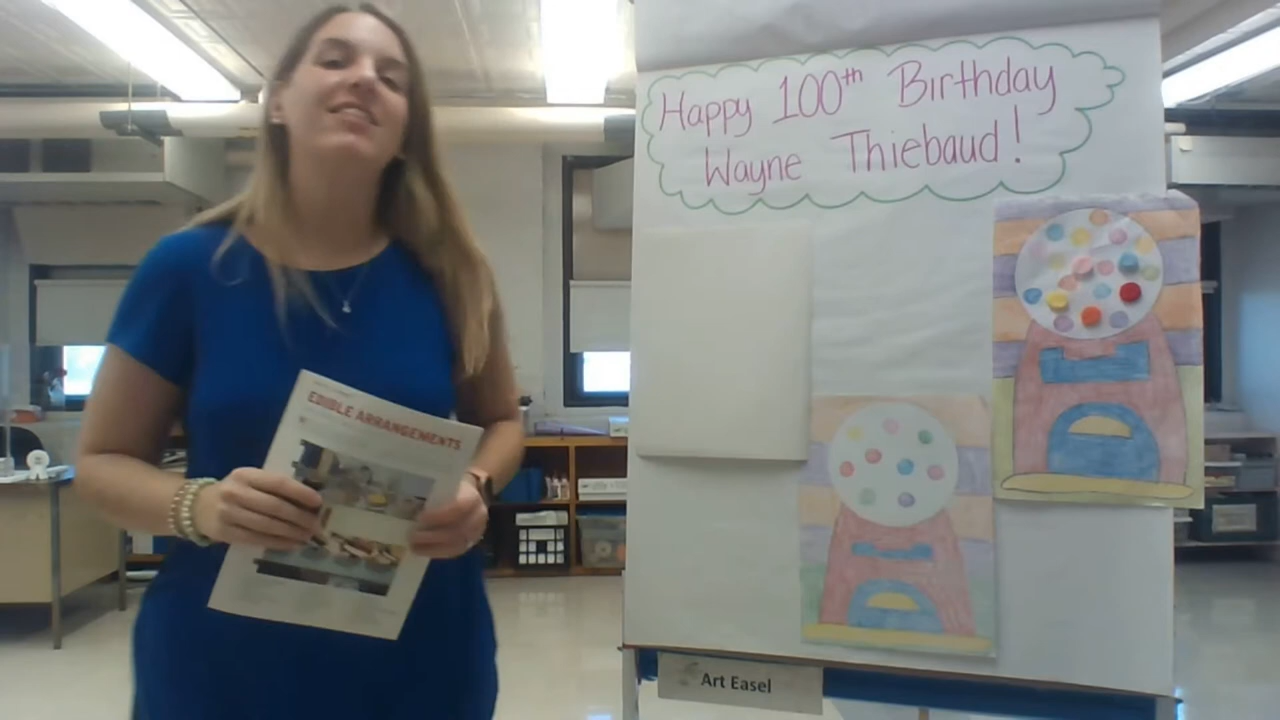 Happy 100th Birthday
Wayne Thiebaud!
EDIBLE ARRANGEMENTS
Art Easel